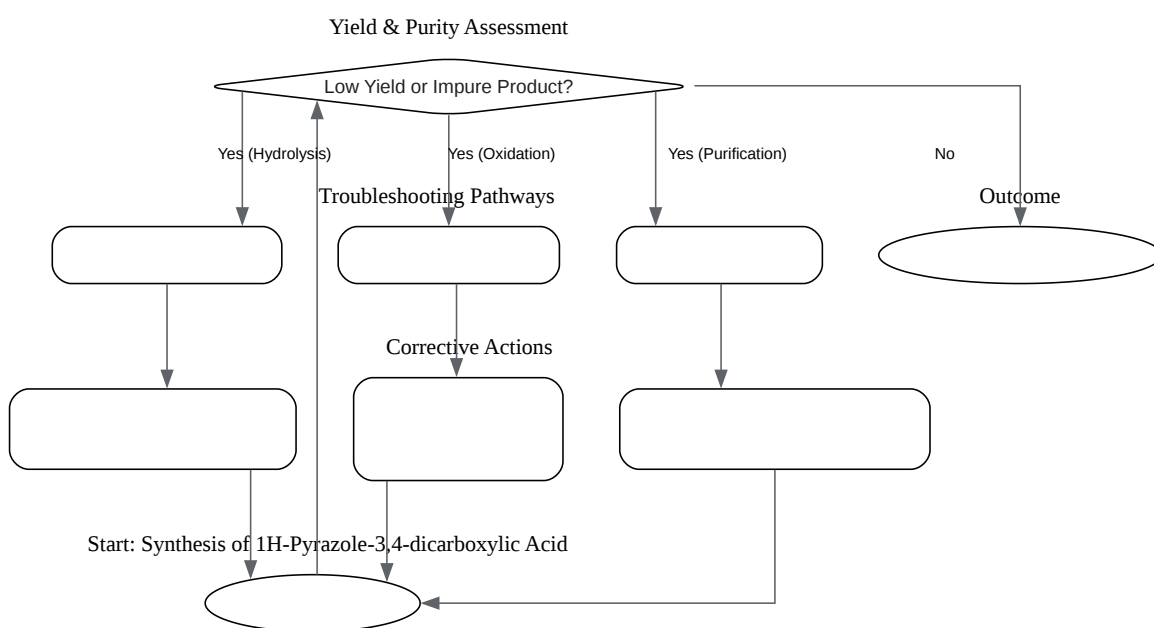 Yield & Purity Assessment
Low Yield or Impure Product?
Yes (Hydrolysis)
Yes (Oxidation)
Yes (Purification)
No
Troubleshooting Pathways
Outcome
Corrective Actions
Start: Synthesis of 1H-Pyrazole-3,4-dicarboxylic Acid